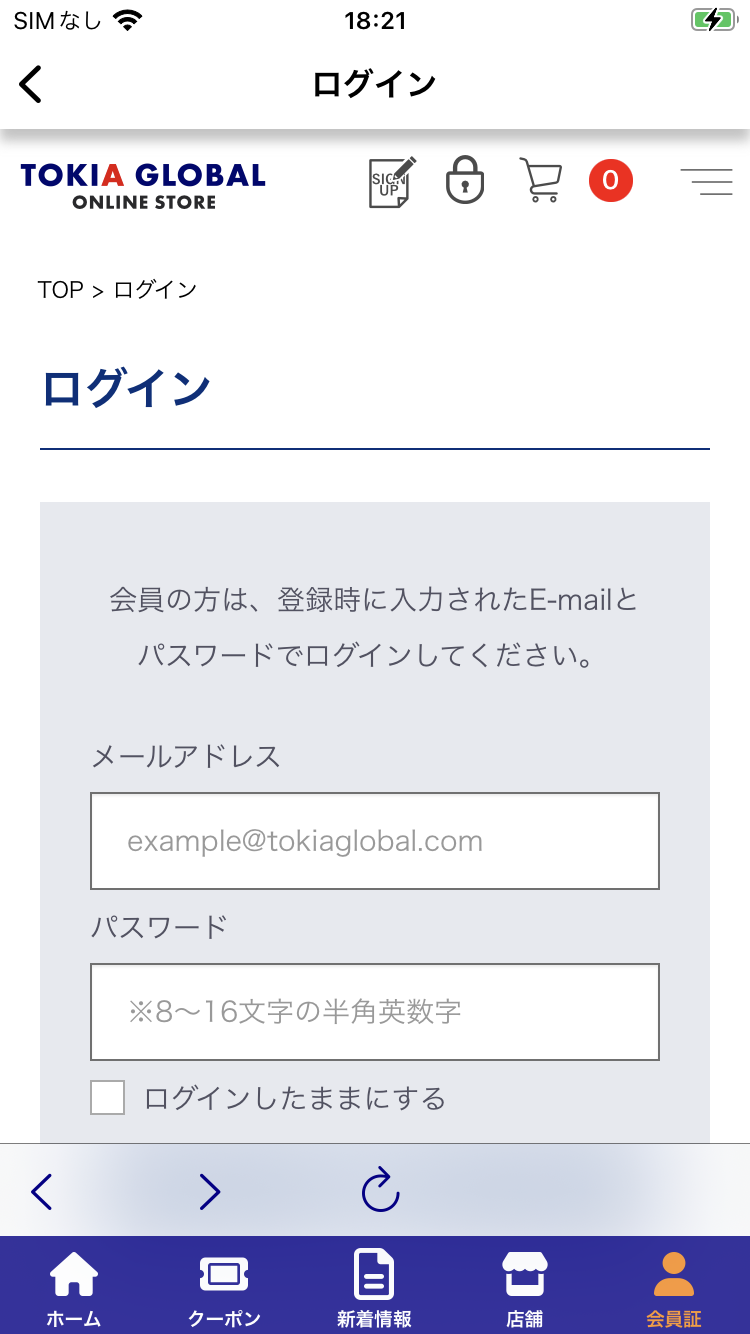 SIMなし 18:21
ログイン
TOKIA GLOBAL
ONLINE STORE
SIGN
UP
0
TOP > ログイン
ログイン
会員の方は、登録時に入力されたE-mailと
パスワードでログインしてください。
メールアドレス
example@tokiaglobal.com
パスワード
※8〜16文字の半角英数字
ログインしたままにする
ホーム クーポン 新着情報 店舗 会員証